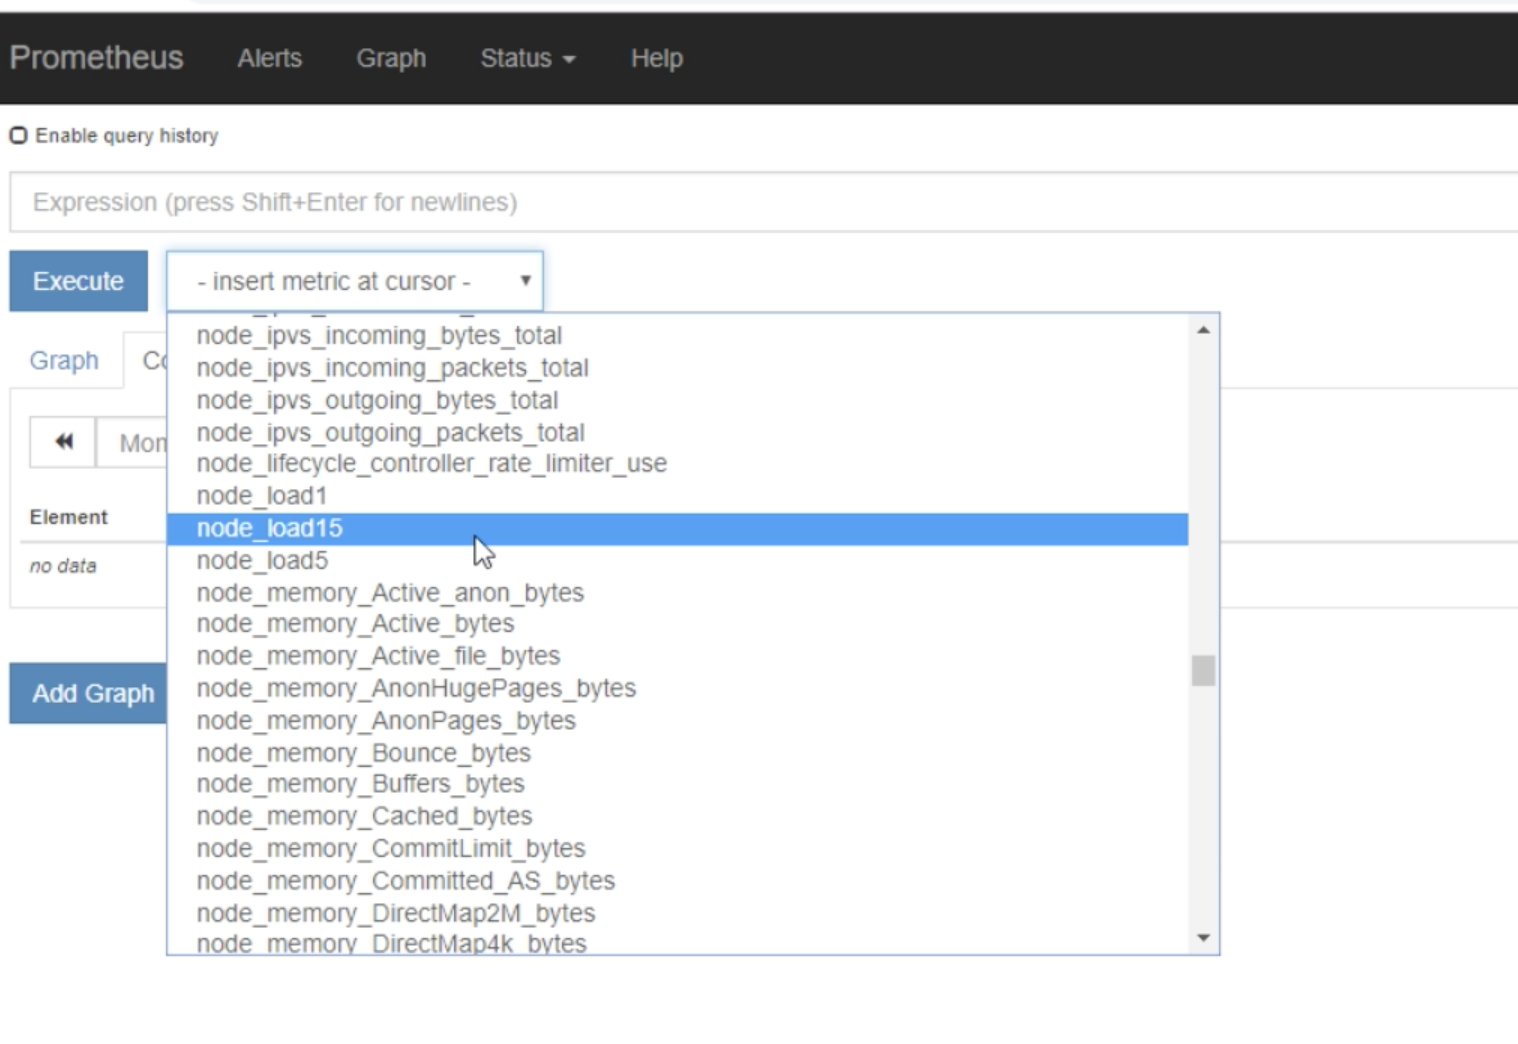 Prometheus Alerts Graph Status Help
Enable query history
Expression (press Shift+Enter for newlines)
Execute - insert metric at cursor -
node_ipvs_incoming_bytes_total
Graph
node_ipvs_incoming_packets_total
node_ipvs_outgoing_bytes_total
node_ipvs_outgoing_packets_total
node_lifecycle_controller_rate_limiter_use
node_load1
Element
node_load15
node_load5
no data
node_memory_Active_anon_bytes
node_memory_Active_bytes
node_memory_Active_file_bytes
node_memory_AnonHugePages_bytes
Add Graph
node_memory_AnonPages_bytes
node_memory_Bounce_bytes
node_memory_Buffers_bytes
node_memory_Cached_bytes
node_memory_CommitLimit_bytes
node_memory_Committed_AS_bytes
node_memory_DirectMap2M_bytes
node_memory_DirectMap4k_bytes